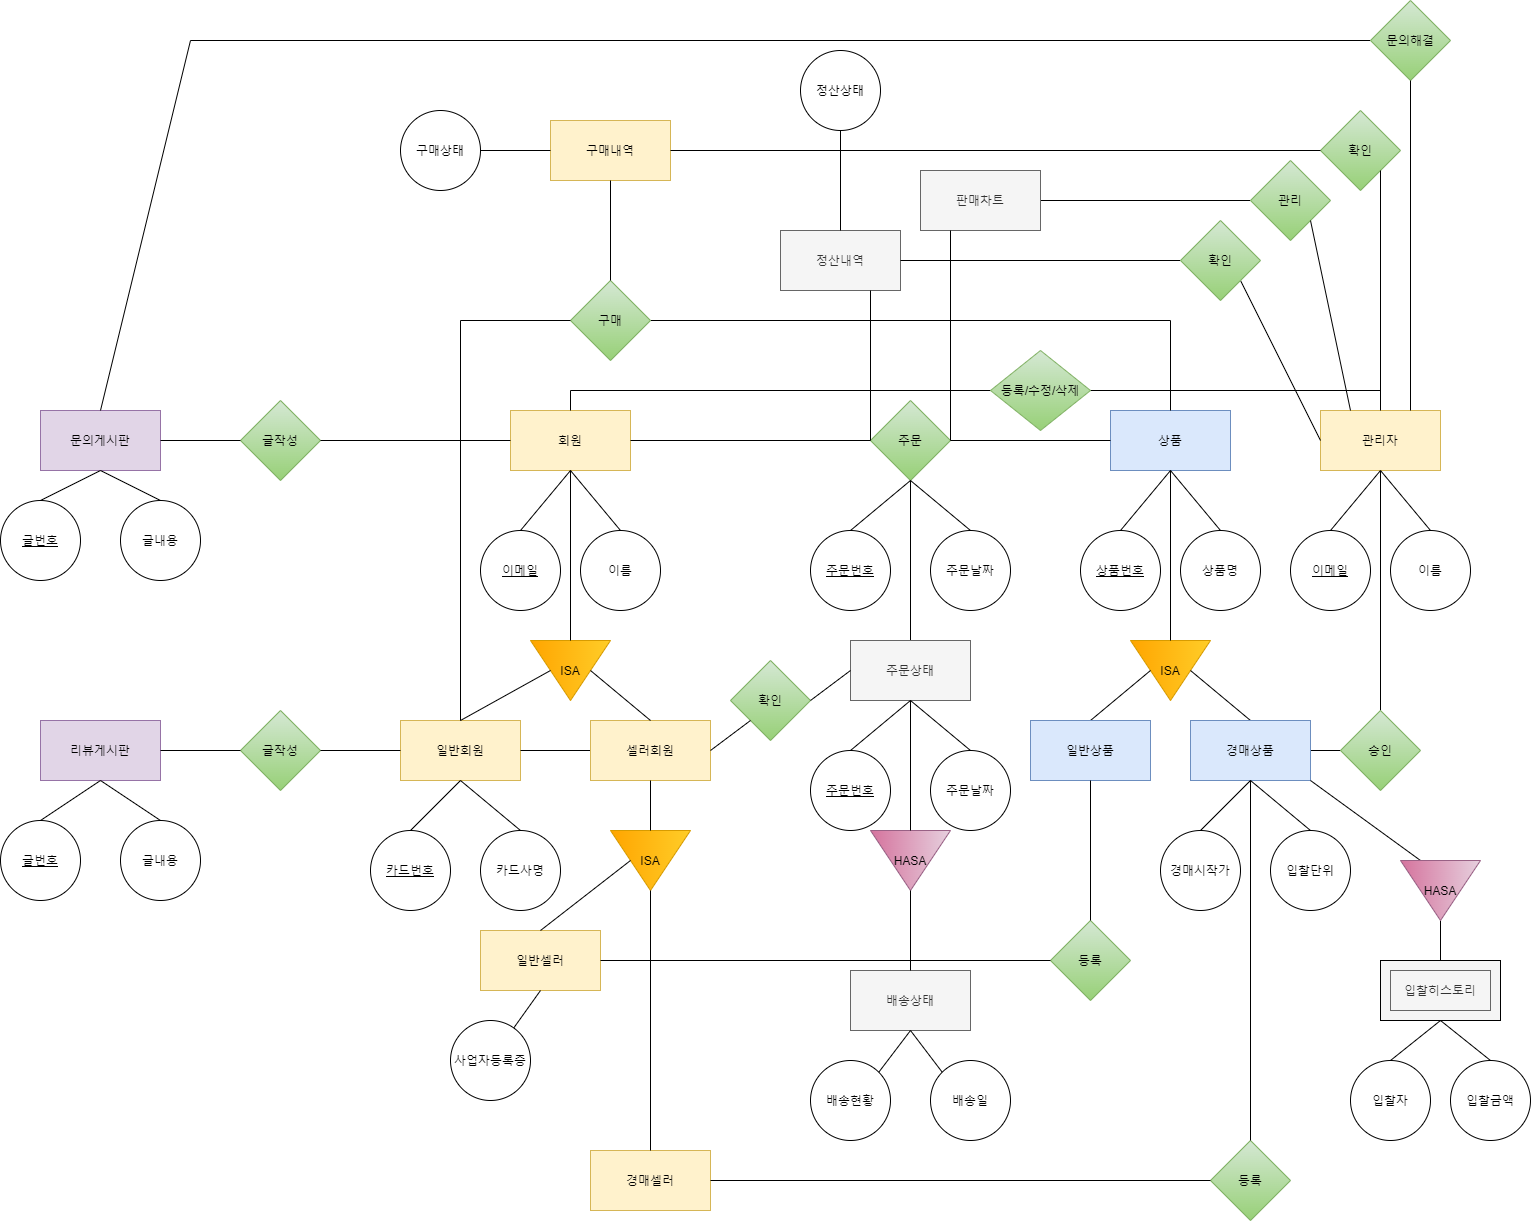 문의해결
정산상태
구매상태
구매내역
확인
판매차트
관리
정산내역
확인
구매
등록/수정/삭제
문의게시판
글작성
회원
주문
상품
관리자
글번호
글내용
이메일
이름
주문번호
주문날짜
상품번호
상품명
이메일
이름
ISA
주문상태
ISA
확인
리뷰게시판
글작성
일반회원
셀러회원
일반상품
경매상품
승인
주문번호
주문날짜
글번호
글내용
카드번호
카드사명
ISA
HASA
경매시작가
입찰단위
HASA
일반셀러
등록
배송상태
입찰히스토리
사업자등록증
배송현황
배송일
입찰자
입찰금액
경매셀러
등록